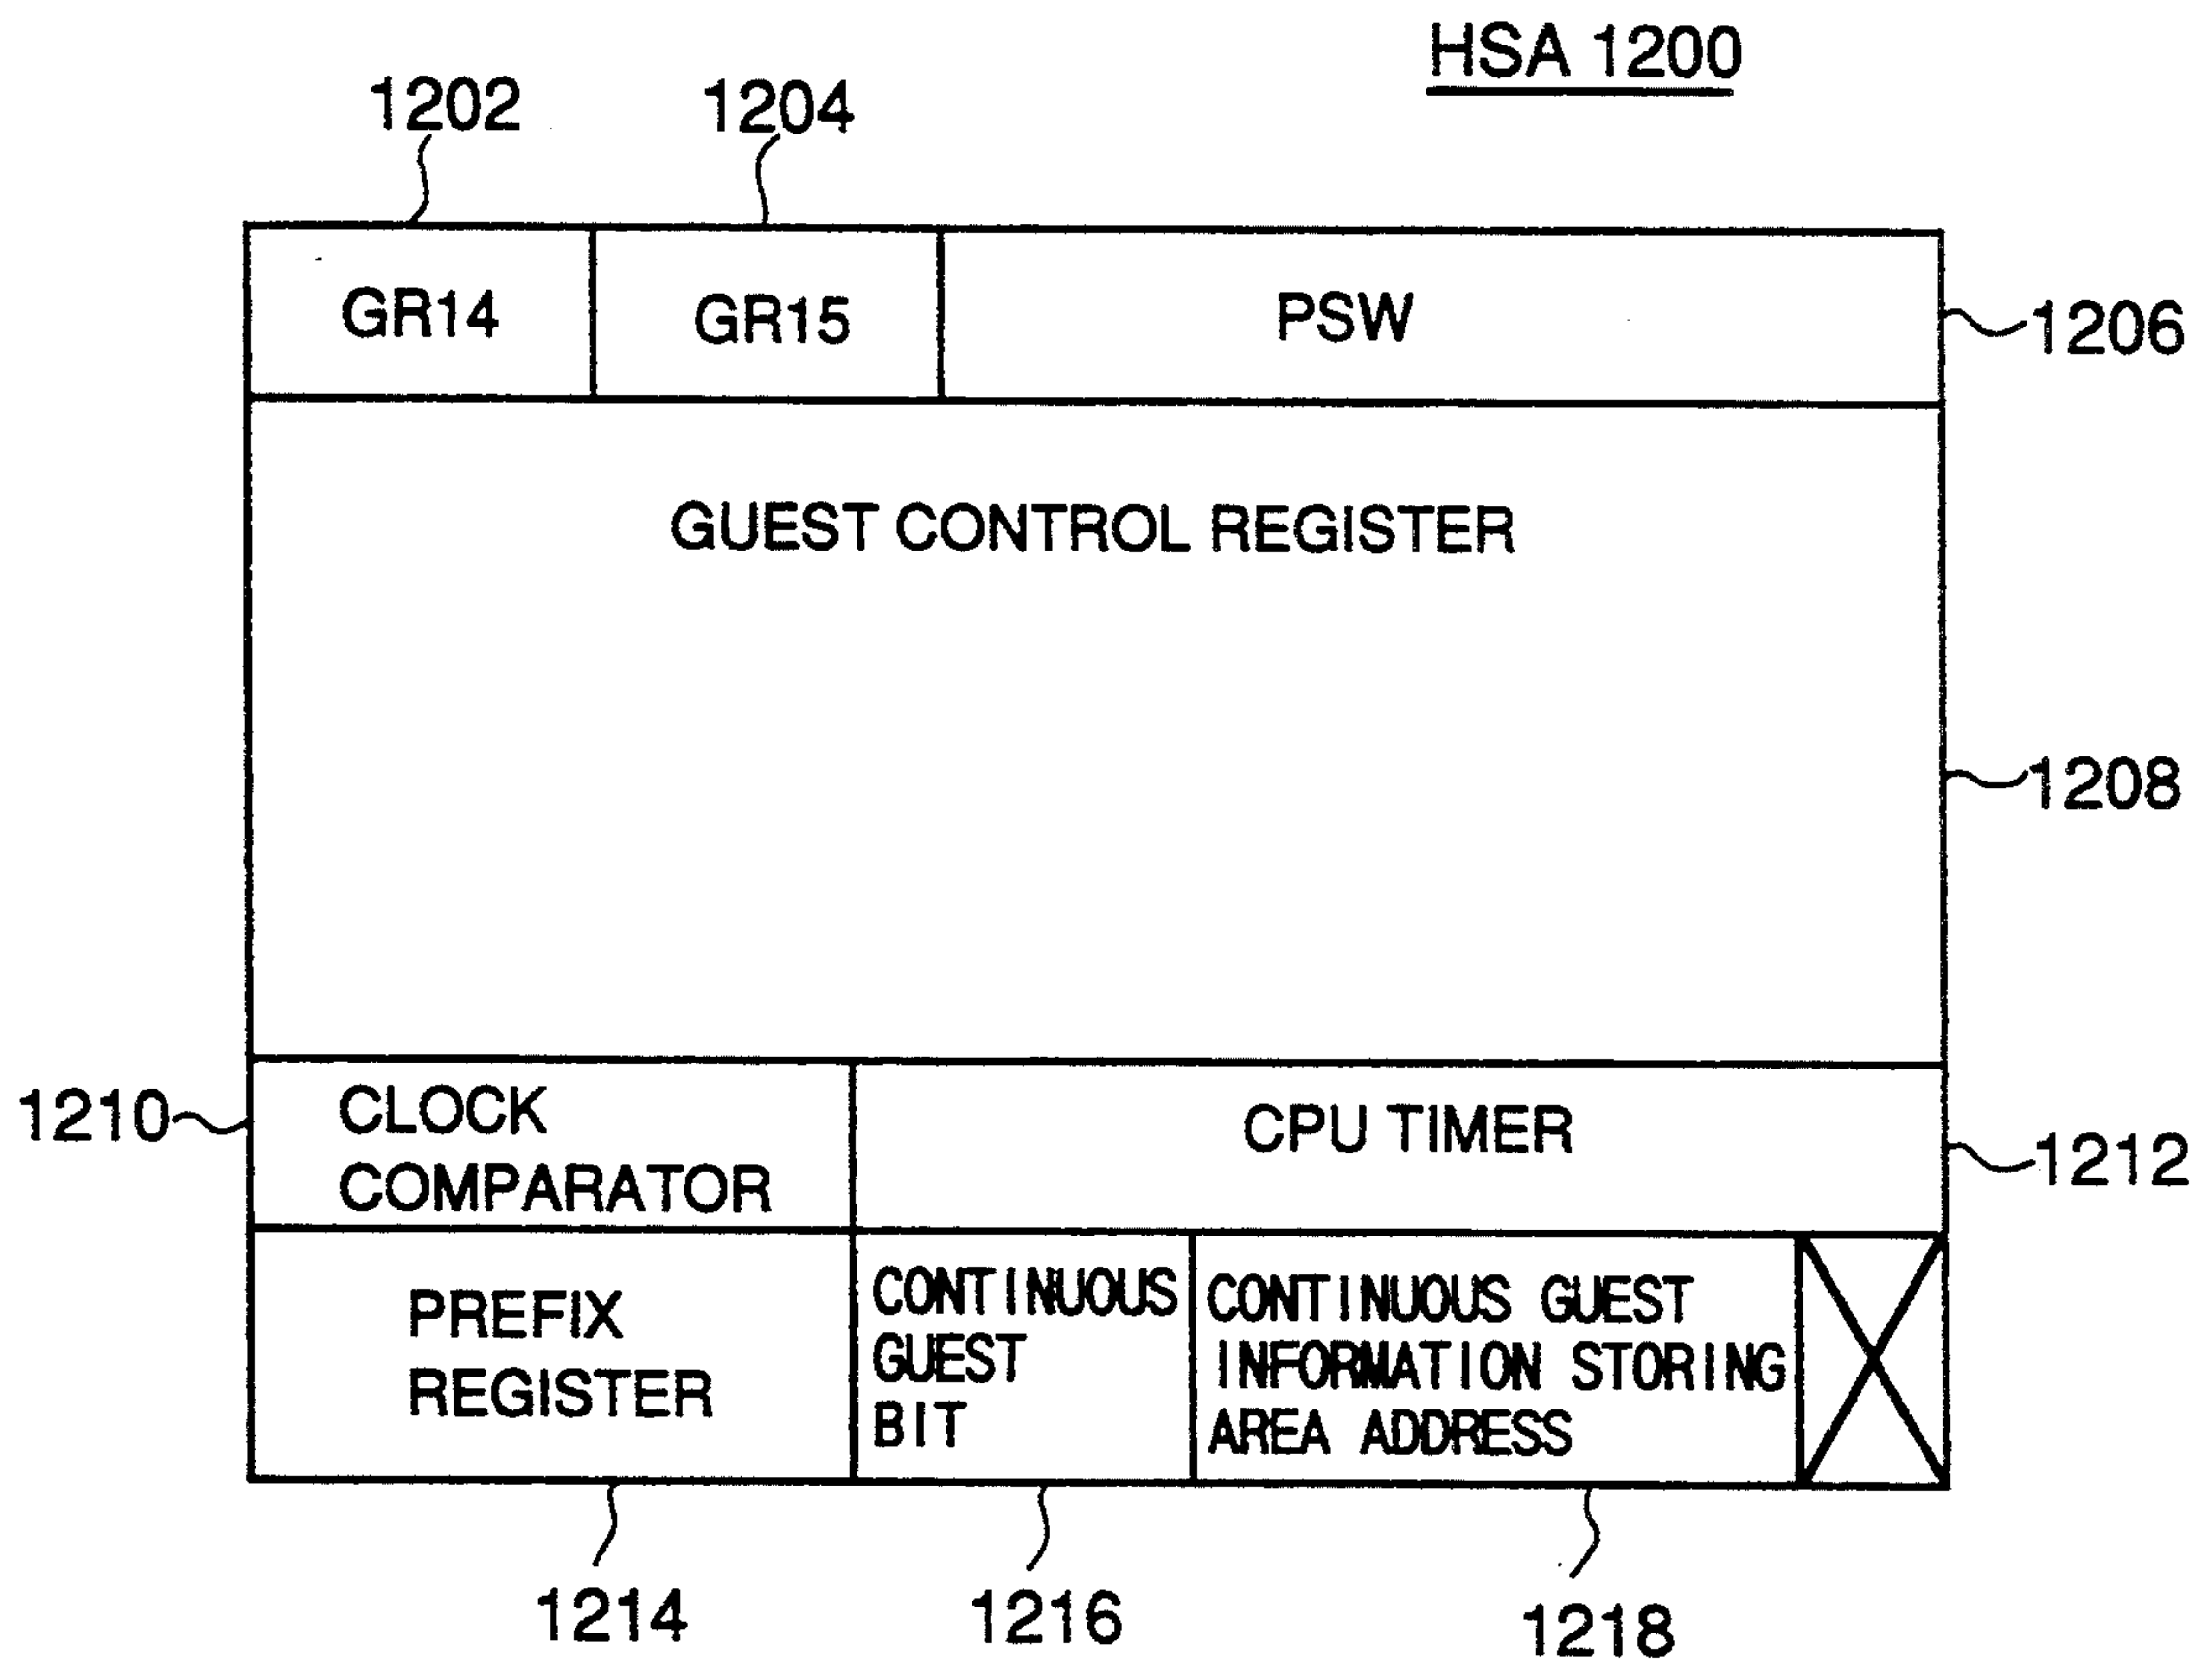 HSA 1200
1202
1204
GR14
GR15
PSW
1206
GUEST CONTROL REGISTER
1208
1210
CLOCK
COMPARATOR
CPU TIMER
1212
PREFIX
REGISTER
CONTINUOUS
GUEST
BIT
CONTINUOUS GUEST
INFORMATION STORING
AREA ADDRESS
1214
1216
1218